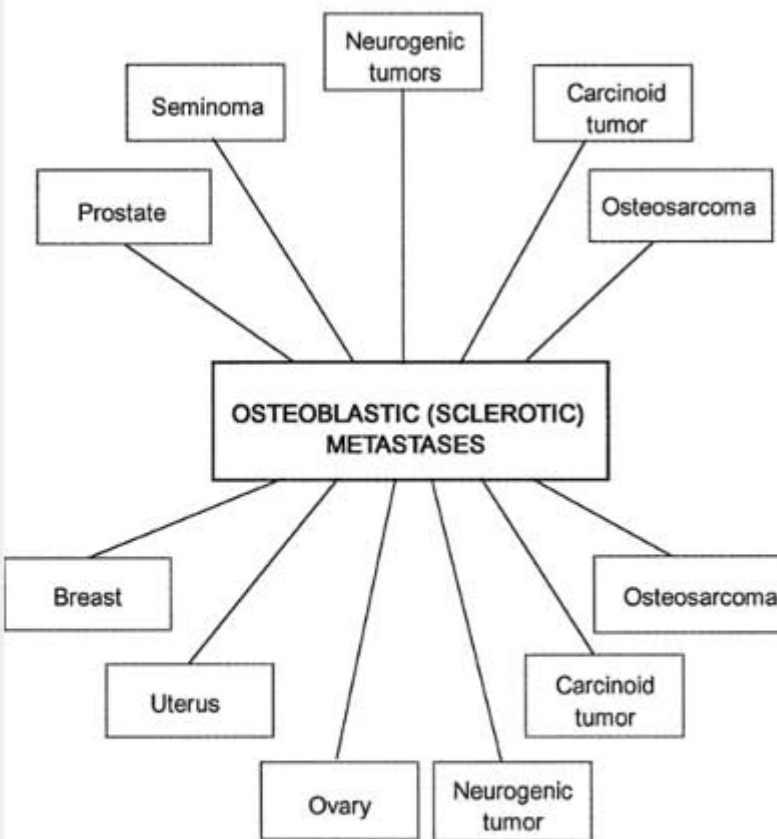 Neurogenic
tumors
Seminoma
Carcinoid
tumor
Prostate
Osteosarcoma
OSTEOBLASTIC (SCLEROTIC)
METASTASES
Breast
Osteosarcoma
Uterus
Carcinoid
tumor
Ovary
Neurogenic
tumor